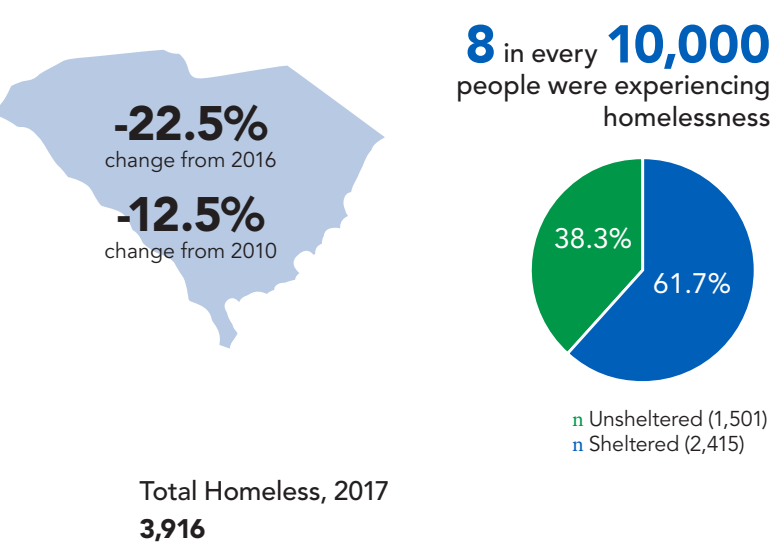 8 in every 10,000
people were experiencing
homelessness
-22.5%
change from 2016
-12.5%
change from 2010
38.3%
61.7%
n Unsheltered (1,501)
n Sheltered (2,415)
Total Homeless, 2017
3,916